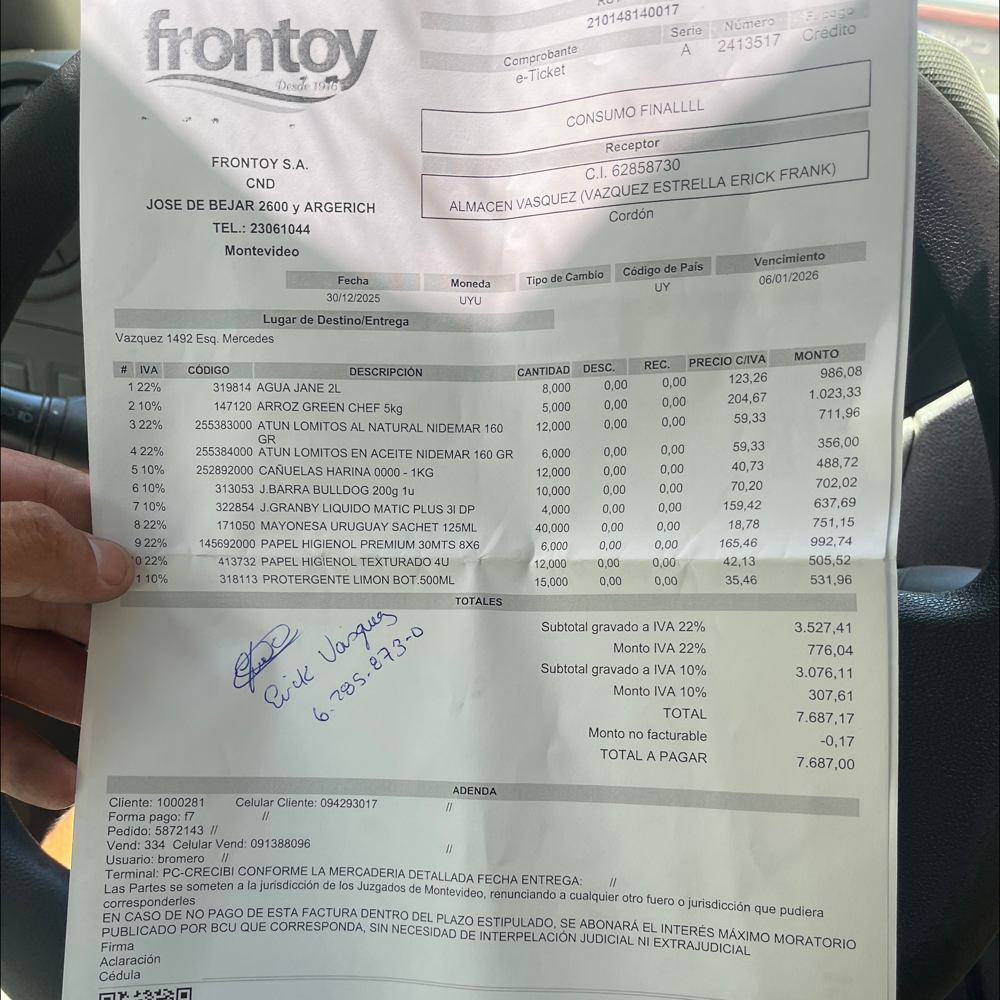 frontoy
Desde 1976
210148140017
Comprobante Serie Número F. pago
e-Ticket A 2413517 Crédito
CONSUMO FINALLLL
Receptor
C.I. 62858730
ALMACEN VASQUEZ (VAZQUEZ ESTRELLA ERICK FRANK)
Cordón
FRONTOY S.A.
CND
JOSE DE BEJAR 2600 y ARGERICH
TEL.: 23061044
Montevideo
Fecha Moneda Tipo de Cambio Código de País Vencimiento
30/12/2025 UYU UY 06/01/2026
Lugar de Destino/Entrega
Vazquez 1492 Esq. Mercedes
# IVA CÓDIGO DESCRIPCIÓN CANTIDAD DESC. REC. PRECIO C/IVA MONTO
1 22% 319814 AGUA JANE 2L 8,000 0,00 0,00 123,26 986,08
2 10% 147120 ARROZ GREEN CHEF 5kg 5,000 0,00 0,00 204,67 1.023,33
3 22% 255383000 ATUN LOMITOS AL NATURAL NIDEMAR 160 12,000 0,00 0,00 59,33 711,96
GR
4 22% 255384000 ATUN LOMITOS EN ACEITE NIDEMAR 160 GR 6,000 0,00 0,00 59,33 356,00
5 10% 252892000 CAÑUELAS HARINA 0000 - 1KG 12,000 0,00 0,00 40,73 488,72
6 10% 313053 J.BARRA BULLDOG 200g 1u 10,000 0,00 0,00 70,20 702,02
7 10% 322854 J.GRANBY LIQUIDO MATIC PLUS 3l DP 4,000 0,00 0,00 159,42 637,69
8 22% 171050 MAYONESA URUGUAY SACHET 125ML 40,000 0,00 0,00 18,78 751,15
9 22% 145692000 PAPEL HIGIENOL PREMIUM 30MTS 8X6 6,000 0,00 0,00 165,46 992,74
0 22% 413732 PAPEL HIGIENOL TEXTURADO 4U 12,000 0,00 0,00 42,13 505,52
1 10% 318113 PROTERGENTE LIMON BOT.500ML 15,000 0,00 0,00 35,46 531,96
TOTALES
Subtotal gravado a IVA 22% 3.527,41
Monto IVA 22% 776,04
Subtotal gravado a IVA 10% 3.076,11
Monto IVA 10% 307,61
TOTAL 7.687,17
Monto no facturable -0,17
TOTAL A PAGAR 7.687,00
Erick Vasquez
6-285-873-0
ADENDA
Cliente: 1000281 Celular Cliente: 094293017 //
Forma pago: f7 //
Pedido: 5872143 //
Vend: 334 Celular Vend: 091388096 //
Usuario: bromero //
Terminal: PC-CRECIBI CONFORME LA MERCADERIA DETALLADA FECHA ENTREGA: //
Las Partes se someten a la jurisdicción de los Juzgados de Montevideo, renunciando a cualquier otro fuero o jurisdicción que pudiera
corresponderles
EN CASO DE NO PAGO DE ESTA FACTURA DENTRO DEL PLAZO ESTIPULADO, SE ABONARÁ EL INTERÉS MÁXIMO MORATORIO
PUBLICADO POR BCU QUE CORRESPONDA, SIN NECESIDAD DE INTERPELACIÓN JUDICIAL NI EXTRAJUDICIAL
Firma
Aclaración
Cédula